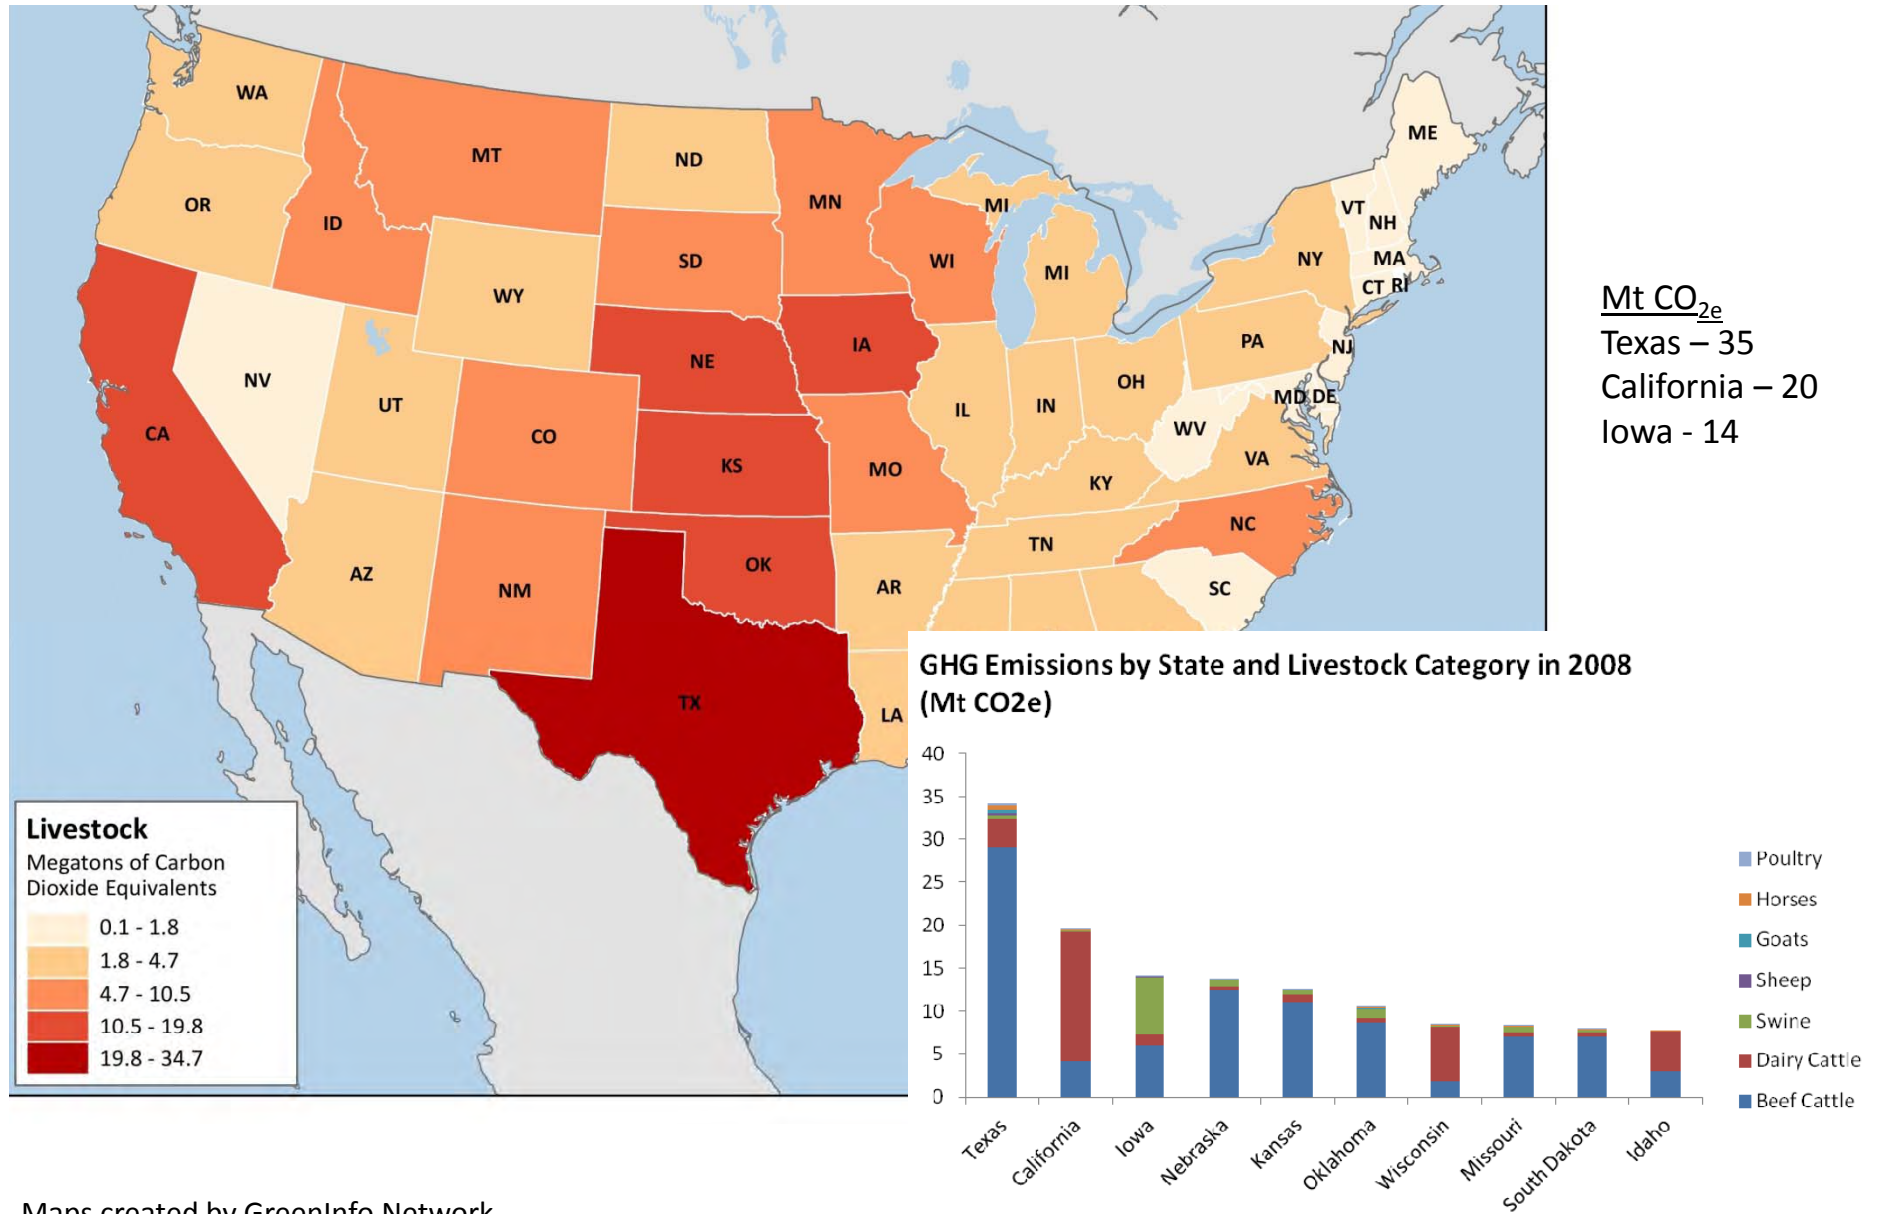 WA
MT
ND
MN
ME
OR
ID
SD
WI
MI
MI
VT
NH
NY
MA
CT RI
WY
NE
IA
PA
NJ
NV
UT
CO
KS
MO
IL
IN
OH
MD DE
WV
VA
KY
CA
AZ
NM
OK
AR
TN
NC
SC
TX
LA
Mt CO2e
Texas – 35
California – 20
Iowa - 14
Livestock
Megatons of Carbon
Dioxide Equivalents
0.1 - 1.8
1.8 - 4.7
4.7 - 10.5
10.5 - 19.8
19.8 - 34.7
GHG Emissions by State and Livestock Category in 2008
(Mt CO2e)
40
35
30
25
20
15
10
5
0
Texas
California
Iowa
Nebraska
Kansas
Oklahoma
Wisconsin
Missouri
South Dakota
Idaho
Poultry
Horses
Goats
Sheep
Swine
Dairy Cattle
Beef Cattle
Maps created by GreenInfo Network